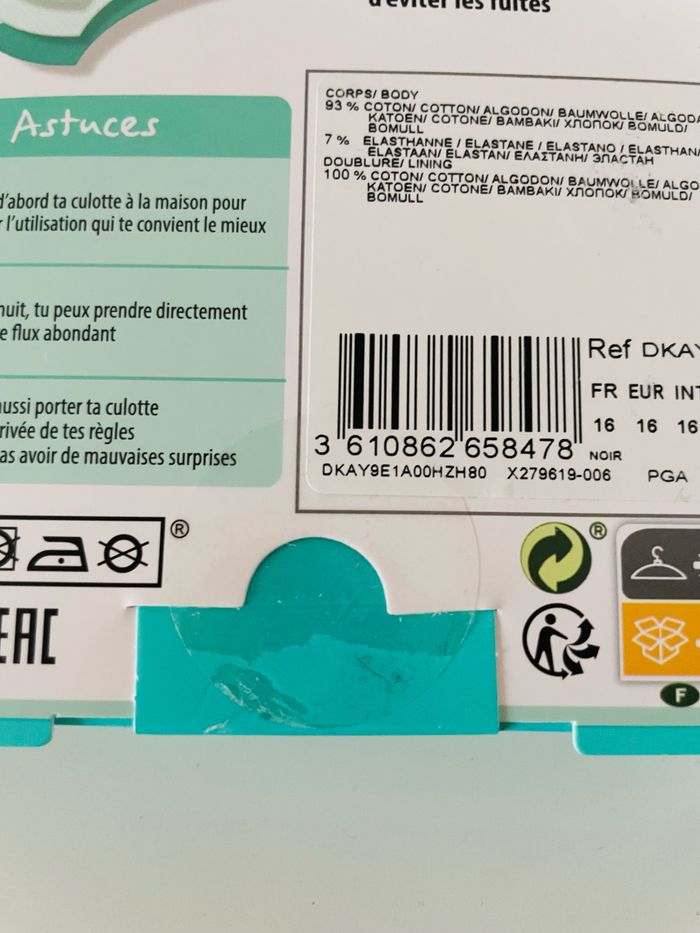 d'éviter les fuites
Astuces
d'abord ta culotte à la maison pour
l'utilisation qui te convient le mieux
nuit, tu peux prendre directement
e flux abondant
aussi porter ta culotte
rivée de tes règles
as avoir de mauvaises surprises
CORPS/ BODY
93 % COTON/ COTTON/ ALGODON/ BAUMWOLLE/ ALGODA
KATOEN/ COTONE/ BAMBAKI/ ХЛОПОК/ BOMULD/
BOMULL
7 % ELASTHANNE / ELASTANE / ELASTANO / ELASTHAN/
ELASTAAN/ ELASTAN/ ΕΛΑΣΤΑΝΗ/ ЭЛАСТАН
DOUBLURE/ LINING
100 % COTON/ COTTON/ ALGODON/ BAUMWOLLE/ ALGO
KATOEN/ COTONE/ BAMBAKI/ ХЛОПОК/ BOMULD/
BOMULL
Ref DKAY
FR EUR INT
16 16 16
3 610862 658478
NOIR
DKAY9E1A00HZH80 X279619-006 PGA
®
EAC
®
F